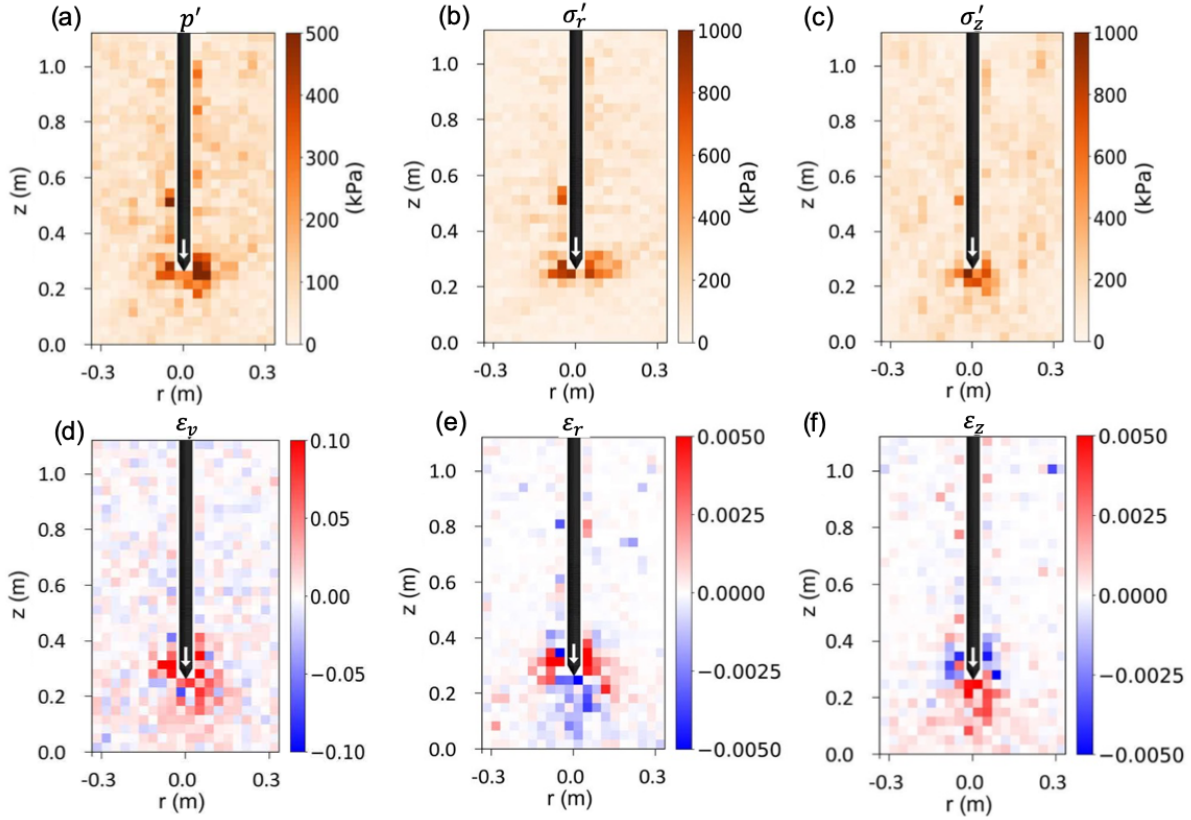 (a) p′
500
400
300
200
100
0
(kPa)
1.0
0.8
0.6
0.4
0.2
0.0
z (m)
-0.3 0.0 0.3
r (m)
(b) σ′r
1000
800
600
400
200
0
(kPa)
1.0
0.8
0.6
0.4
0.2
0.0
z (m)
-0.3 0.0 0.3
r (m)
(c) σ′z
1000
800
600
400
200
0
(kPa)
1.0
0.8
0.6
0.4
0.2
0.0
z (m)
-0.3 0.0 0.3
r (m)
(d) εv
0.10
0.05
0.00
−0.05
−0.10
1.0
0.8
0.6
0.4
0.2
0.0
z (m)
-0.3 0.0 0.3
r (m)
(e) εr
0.0050
0.0025
0.0000
−0.0025
−0.0050
1.0
0.8
0.6
0.4
0.2
0.0
z (m)
-0.3 0.0 0.3
r (m)
(f) εz
0.0050
0.0025
0.0000
−0.0025
−0.0050
1.0
0.8
0.6
0.4
0.2
0.0
z (m)
-0.3 0.0 0.3
r (m)